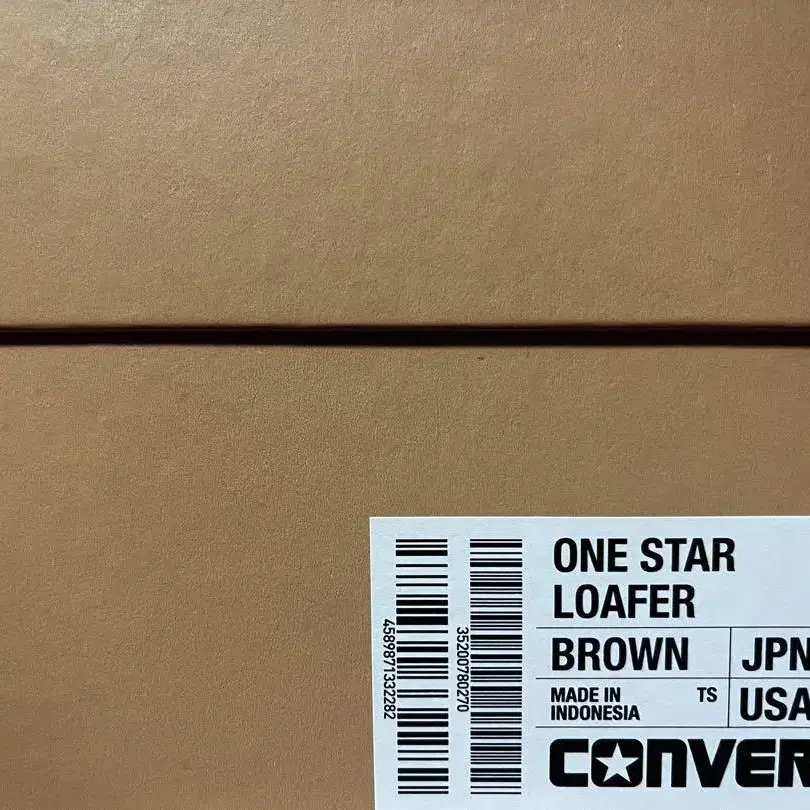 4589871332282
35200780270
ONE STAR
LOAFER
BROWN
JPN
MADE IN
INDONESIA
TS
USA
CONVER